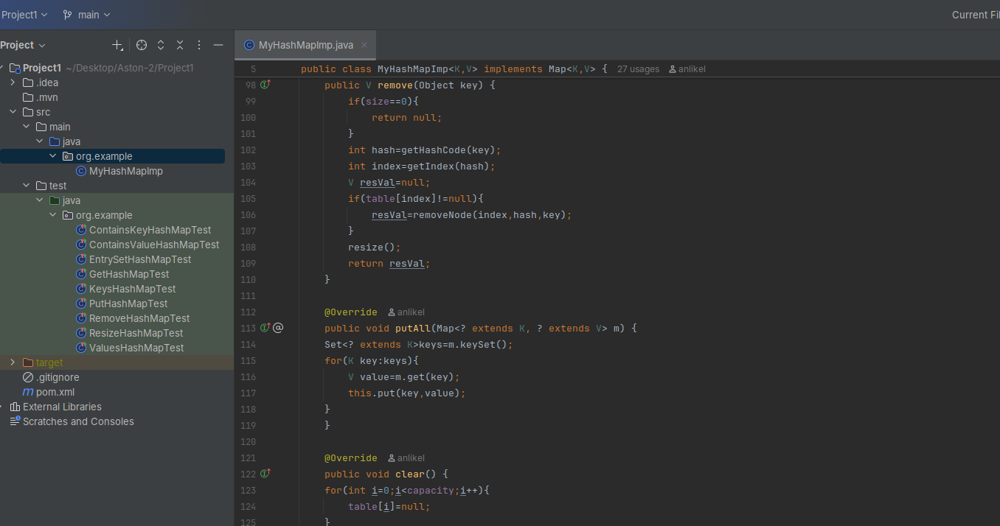 Project1 main Current Fi
Project
MyHashMapImp.java
Project1 ~/Desktop/Aston-2/Project1
.idea
.mvn
src
main
java
org.example
MyHashMapImp
test
java
org.example
ContainsKeyHashMapTest
ContainsValueHashMapTest
EntrySetHashMapTest
GetHashMapTest
KeysHashMapTest
PutHashMapTest
RemoveHashMapTest
ResizeHashMapTest
ValuesHashMapTest
target
.gitignore
pom.xml
External Libraries
Scratches and Consoles
5 public class MyHashMapImp<K,V> implements Map<K,V> { 27 usages anlikel
98 public V remove(Object key) {
99 if(size==0){
100 return null;
101 }
102 int hash=getHashCode(key);
103 int index=getIndex(hash);
104 V resVal=null;
105 if(table[index]!=null){
106 resVal=removeNode(index,hash,key);
107 }
108 resize();
109 return resVal;
110 }
111
112 @Override anlikel
113 public void putAll(Map<? extends K, ? extends V> m) {
114 Set<? extends K>keys=m.keySet();
115 for(K key:keys){
116 V value=m.get(key);
117 this.put(key,value);
118 }
119 }
120
121 @Override anlikel
122 public void clear() {
123 for(int i=0;i<capacity;i++){
124 table[i]=null;
125 }